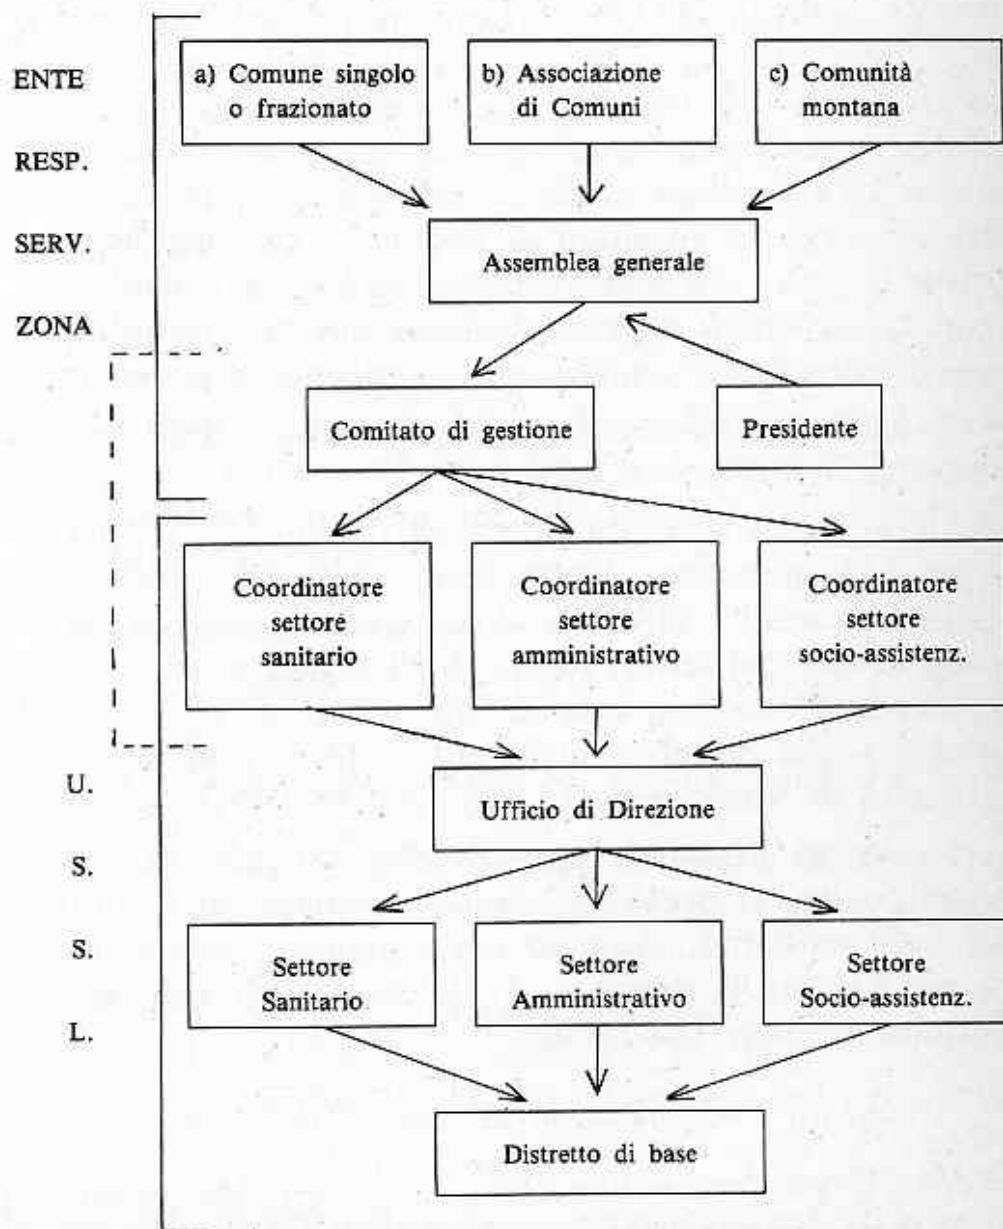 ENTE
RESP.
SERV.
ZONA
a) Comune singolo
o frazionato
b) Associazione
di Comuni
c) Comunità
montana
Assemblea generale
Comitato di gestione
Presidente
Coordinatore
settore
sanitario
Coordinatore
settore
amministrativo
Coordinatore
settore
socio-assistenz.
U.
S.
S.
L.
Ufficio di Direzione
Settore
Sanitario
Settore
Amministrativo
Settore
Socio-assistenz.
Distretto di base